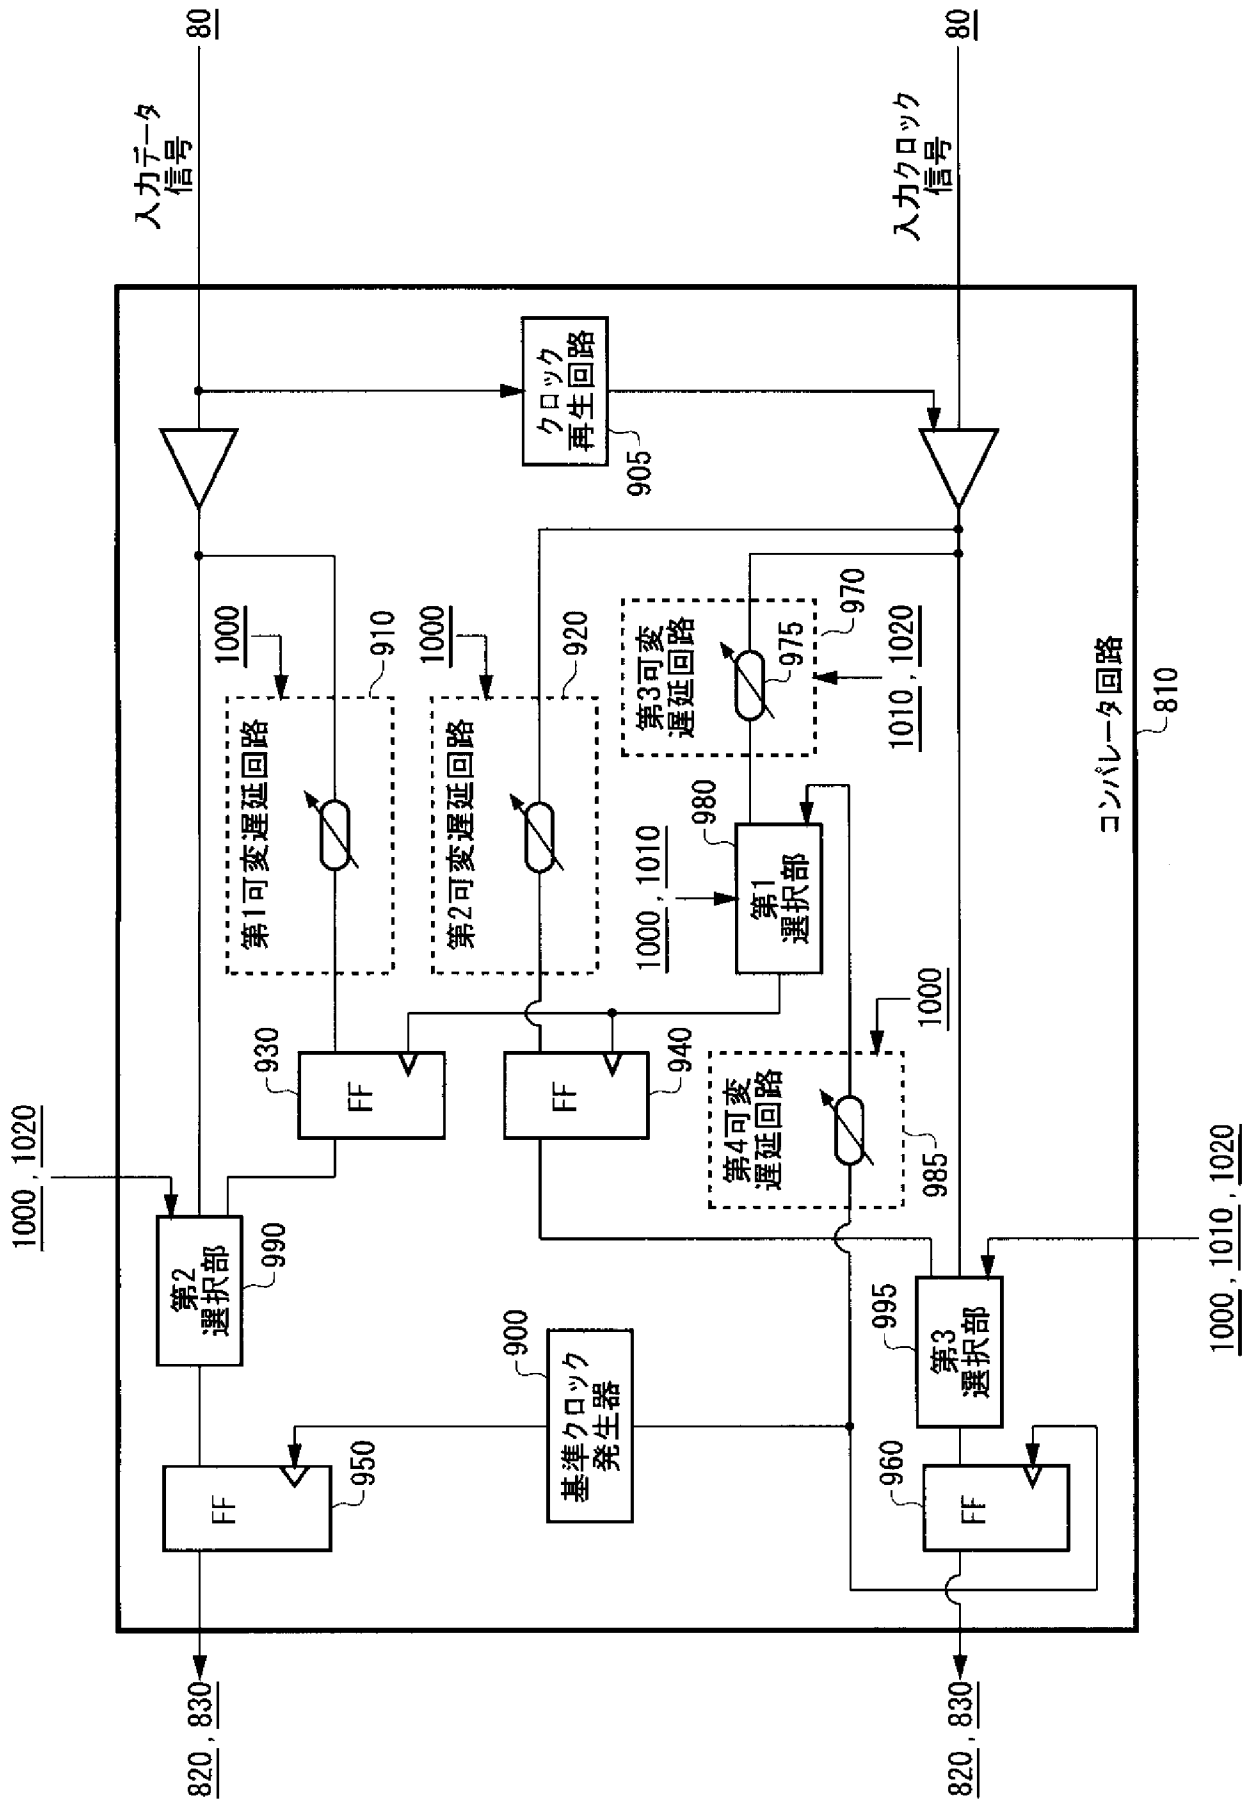 80
入力データ
信号
80
入力クロック
信号
クロック
再生回路
905
1000
910
第1可変遅延回路
1000
920
第2可変遅延回路
第3可変
遅延回路
975
970
1010 , 1020
1000 , 1010
980
第1
選択部
コンパレータ回路
810
930
FF
940
FF
第4可変
遅延回路
985
1000
1000 , 1020
第2
選択部
990
900
基準クロック
発生器
995
第3
選択部
1000 , 1010 , 1020
950
FF
960
FF
820 , 830
820 , 830